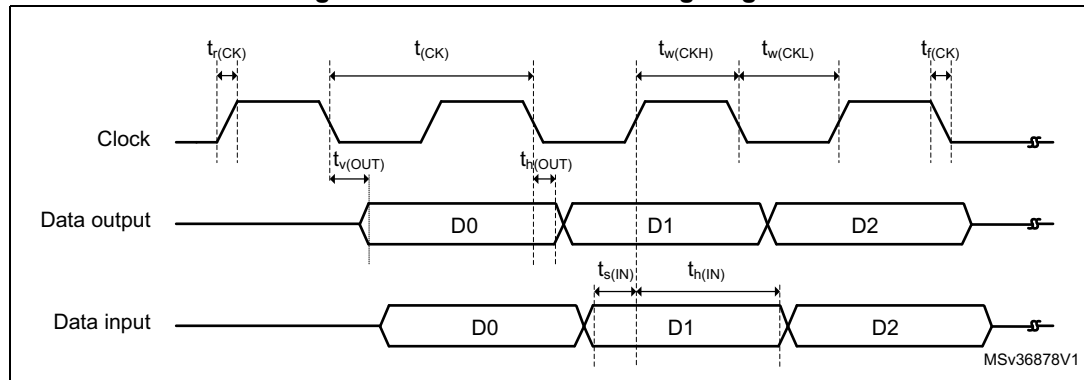 tr(CK) t(CK) tw(CKH) tw(CKL) tf(CK)
Clock
tv(OUT) th(OUT)
Data output D0 D1 D2
ts(IN) th(IN)
Data input D0 D1 D2
MSv36878V1